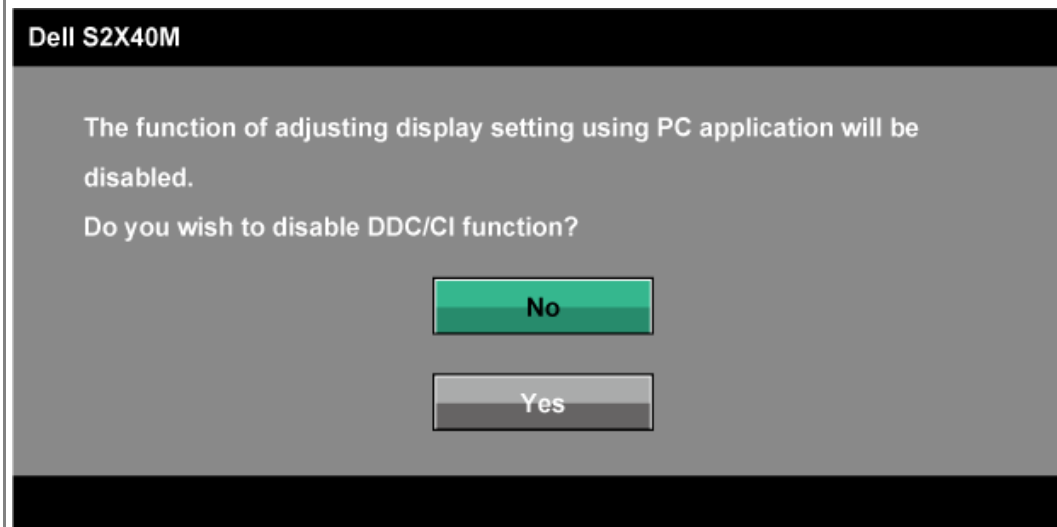 Dell S2X40M
The function of adjusting display setting using PC application will be
disabled.
Do you wish to disable DDC/CI function?
No
Yes